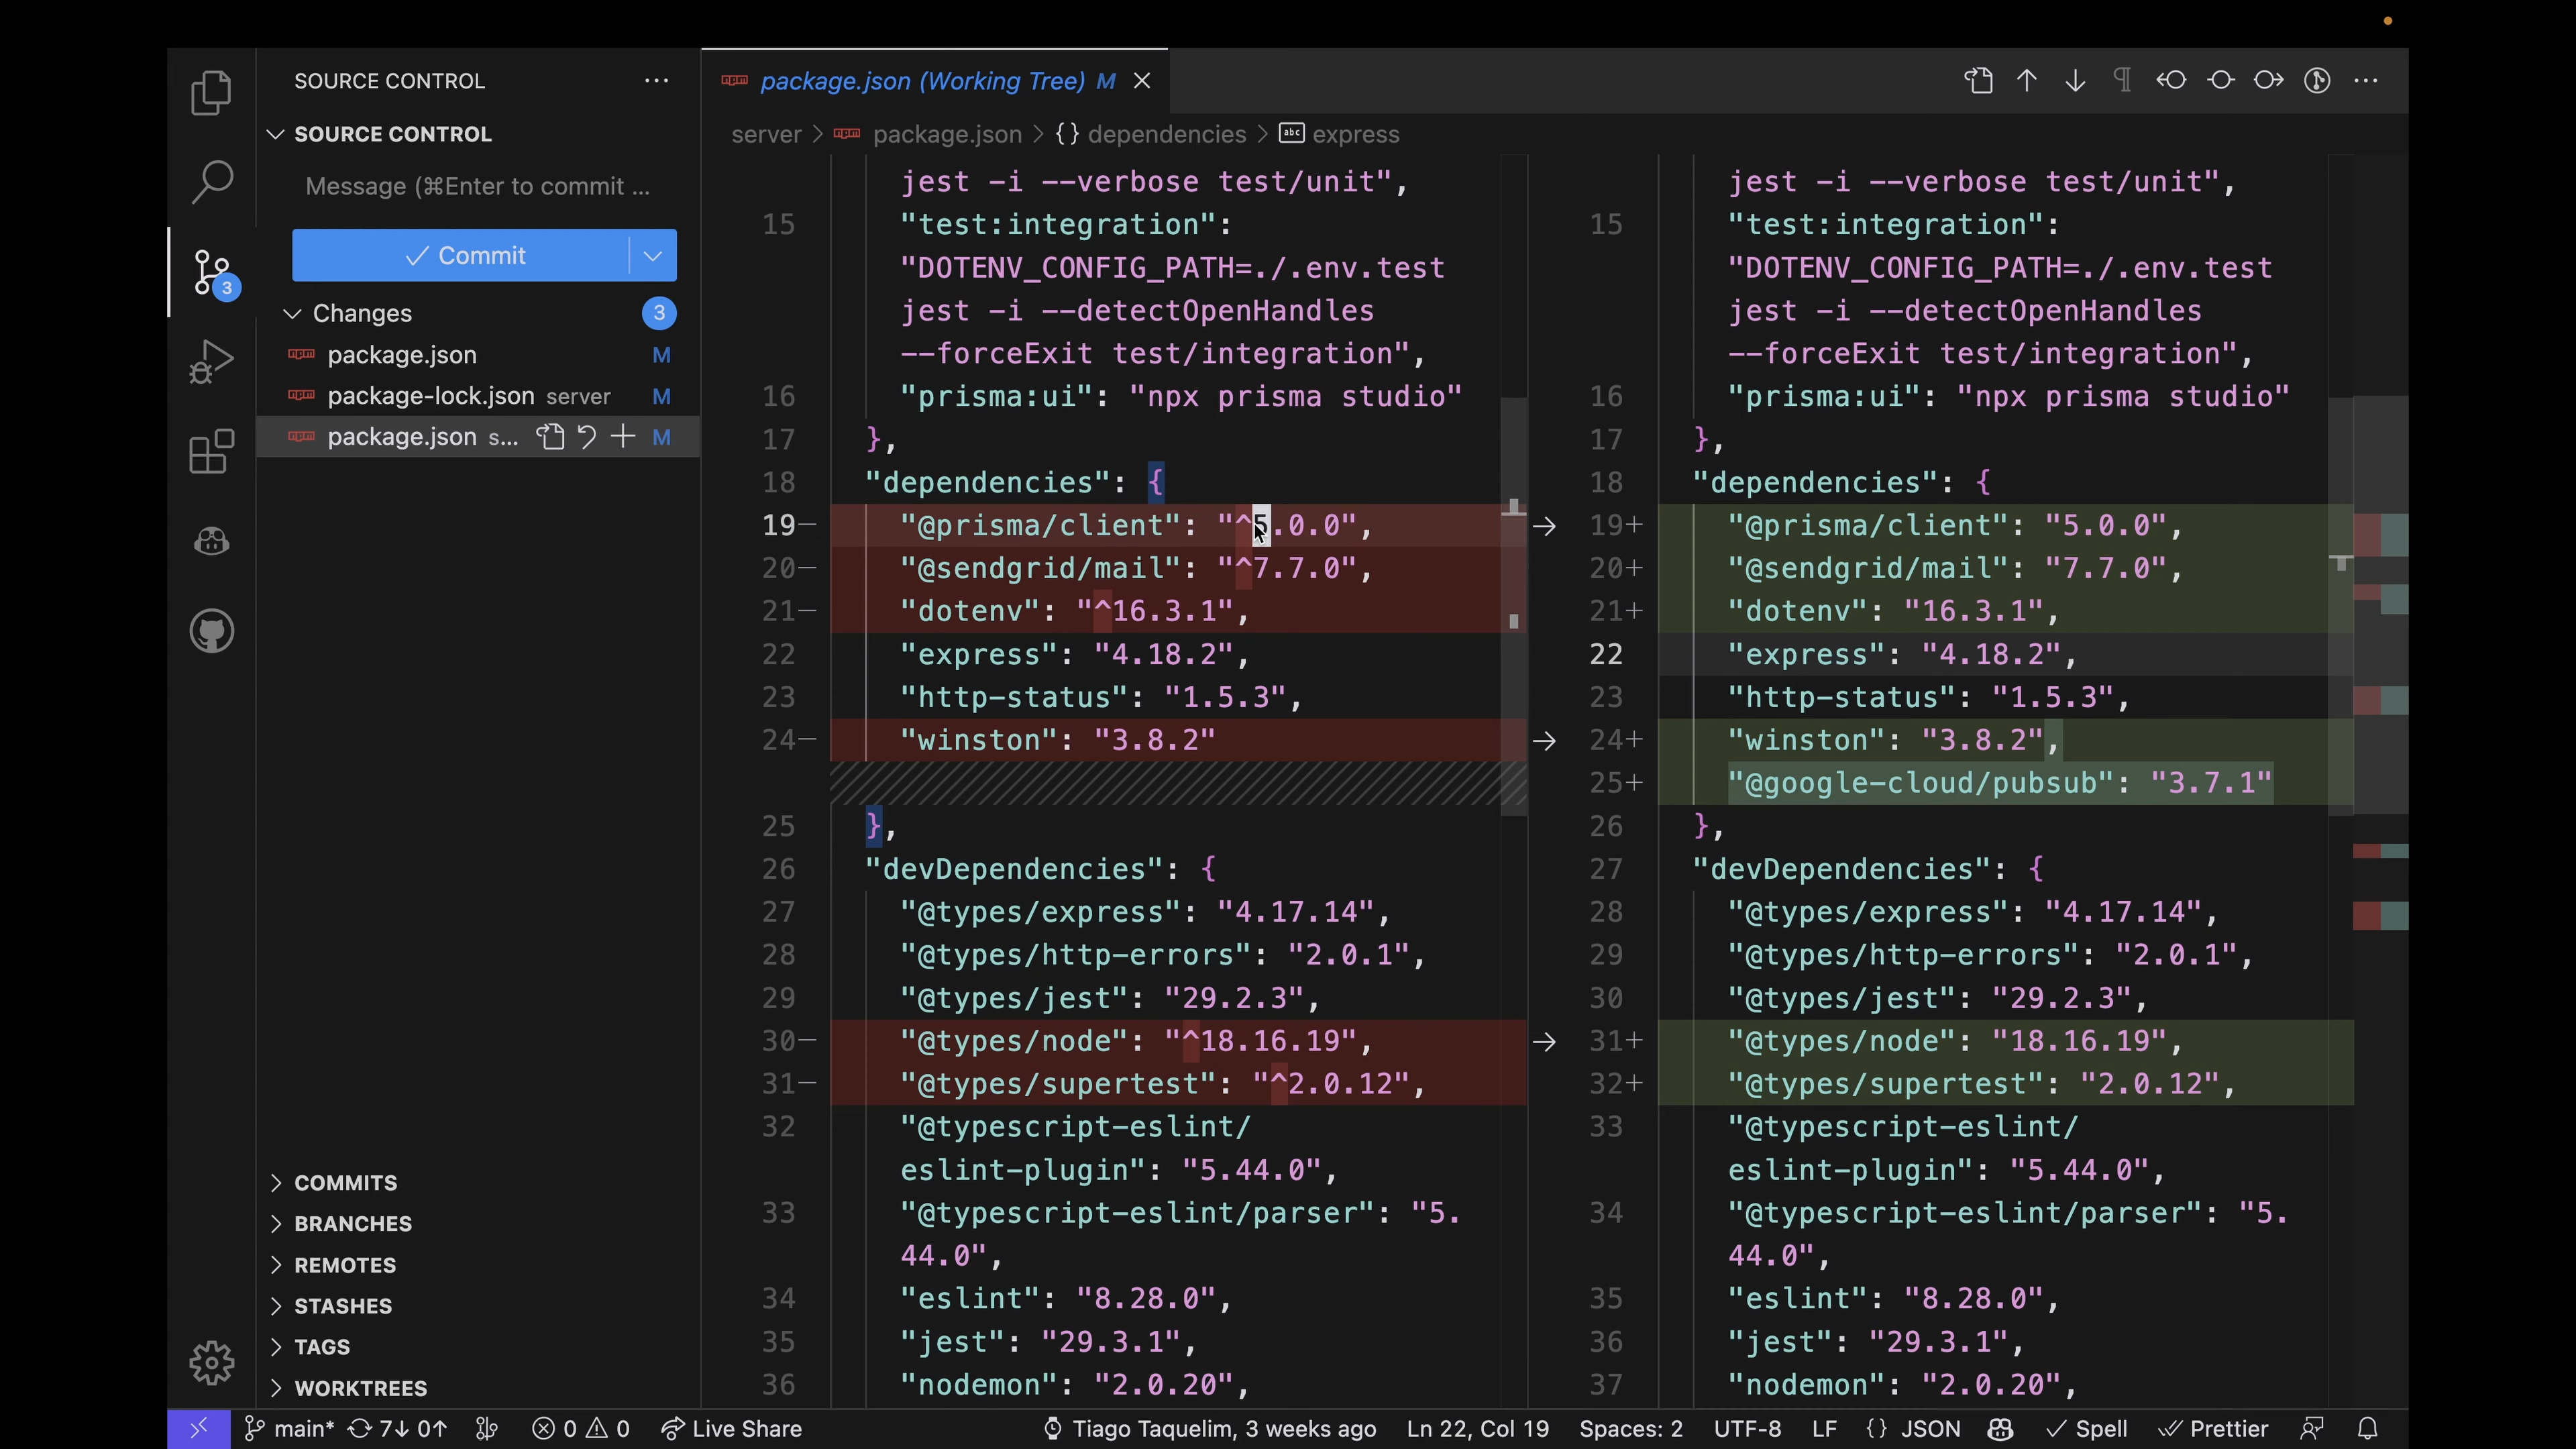 SOURCE CONTROL
SOURCE CONTROL
Message (⌘Enter to commit ...
Commit
Changes 3
package.json M
package-lock.json server M
package.json s... M
3
COMMITS
BRANCHES
REMOTES
STASHES
TAGS
WORKTREES
package.json (Working Tree) M
server > package.json > {} dependencies > abc express
jest -i --verbose test/unit",
15 "test:integration":
"DOTENV_CONFIG_PATH=./.env.test
jest -i --detectOpenHandles
--forceExit test/integration",
16 "prisma:ui": "npx prisma studio"
17 },
18 "dependencies": {
19− "@prisma/client": "^5.0.0",
20− "@sendgrid/mail": "^7.7.0",
21− "dotenv": "^16.3.1",
22 "express": "4.18.2",
23 "http-status": "1.5.3",
24− "winston": "3.8.2"
25 },
26 "devDependencies": {
27 "@types/express": "4.17.14",
28 "@types/http-errors": "2.0.1",
29 "@types/jest": "29.2.3",
30− "@types/node": "^18.16.19",
31− "@types/supertest": "^2.0.12",
32 "@typescript-eslint/
eslint-plugin": "5.44.0",
33 "@typescript-eslint/parser": "5.
44.0",
34 "eslint": "8.28.0",
35 "jest": "29.3.1",
36 "nodemon": "2.0.20",
jest -i --verbose test/unit",
15 "test:integration":
"DOTENV_CONFIG_PATH=./.env.test
jest -i --detectOpenHandles
--forceExit test/integration",
16 "prisma:ui": "npx prisma studio"
17 },
18 "dependencies": {
19+ "@prisma/client": "5.0.0",
20+ "@sendgrid/mail": "7.7.0",
21+ "dotenv": "16.3.1",
22 "express": "4.18.2",
23 "http-status": "1.5.3",
24+ "winston": "3.8.2",
25+ "@google-cloud/pubsub": "3.7.1"
26 },
27 "devDependencies": {
28 "@types/express": "4.17.14",
29 "@types/http-errors": "2.0.1",
30 "@types/jest": "29.2.3",
31+ "@types/node": "18.16.19",
32+ "@types/supertest": "2.0.12",
33 "@typescript-eslint/
eslint-plugin": "5.44.0",
34 "@typescript-eslint/parser": "5.
44.0",
35 "eslint": "8.28.0",
36 "jest": "29.3.1",
37 "nodemon": "2.0.20",
main* 7↓ 0↑ 0 0 Live Share Tiago Taquelim, 3 weeks ago Ln 22, Col 19 Spaces: 2 UTF-8 LF {} JSON Spell Prettier